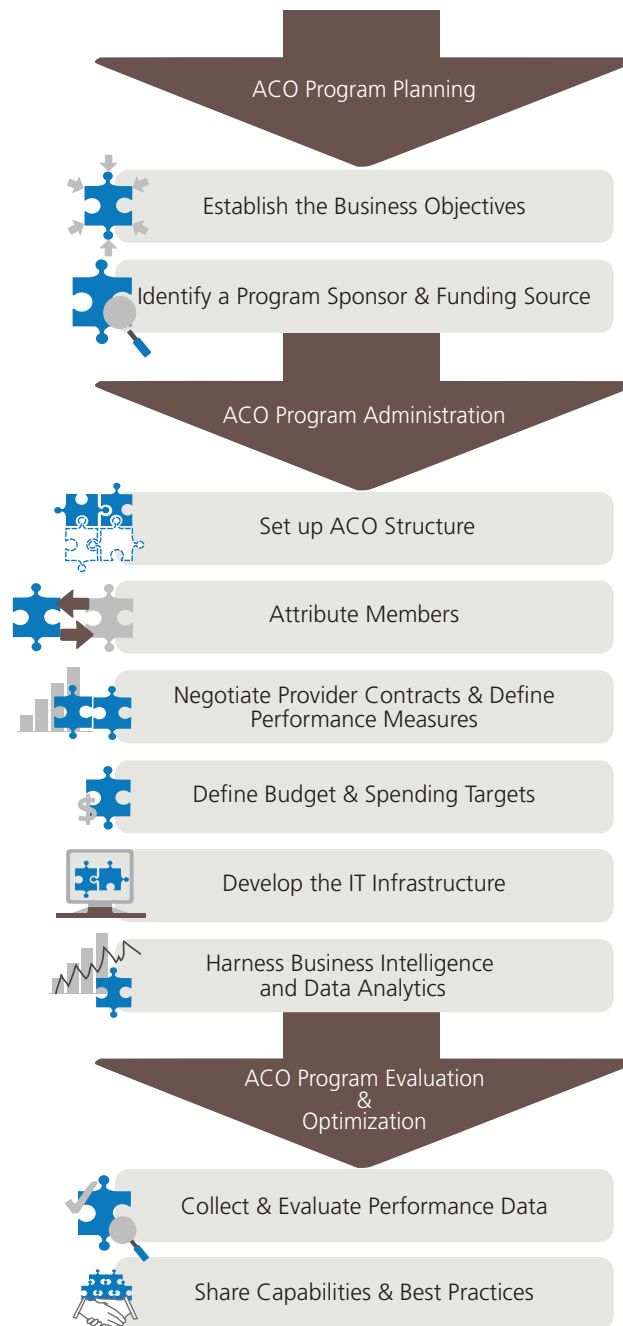 ACO Program Planning
Establish the Business Objectives
Identify a Program Sponsor & Funding Source
ACO Program Administration
Set up ACO Structure
Attribute Members
Negotiate Provider Contracts & Define
Performance Measures
$
Define Budget & Spending Targets
Develop the IT Infrastructure
Harness Business Intelligence
and Data Analytics
ACO Program Evaluation
&
Optimization
Collect & Evaluate Performance Data
Share Capabilities & Best Practices